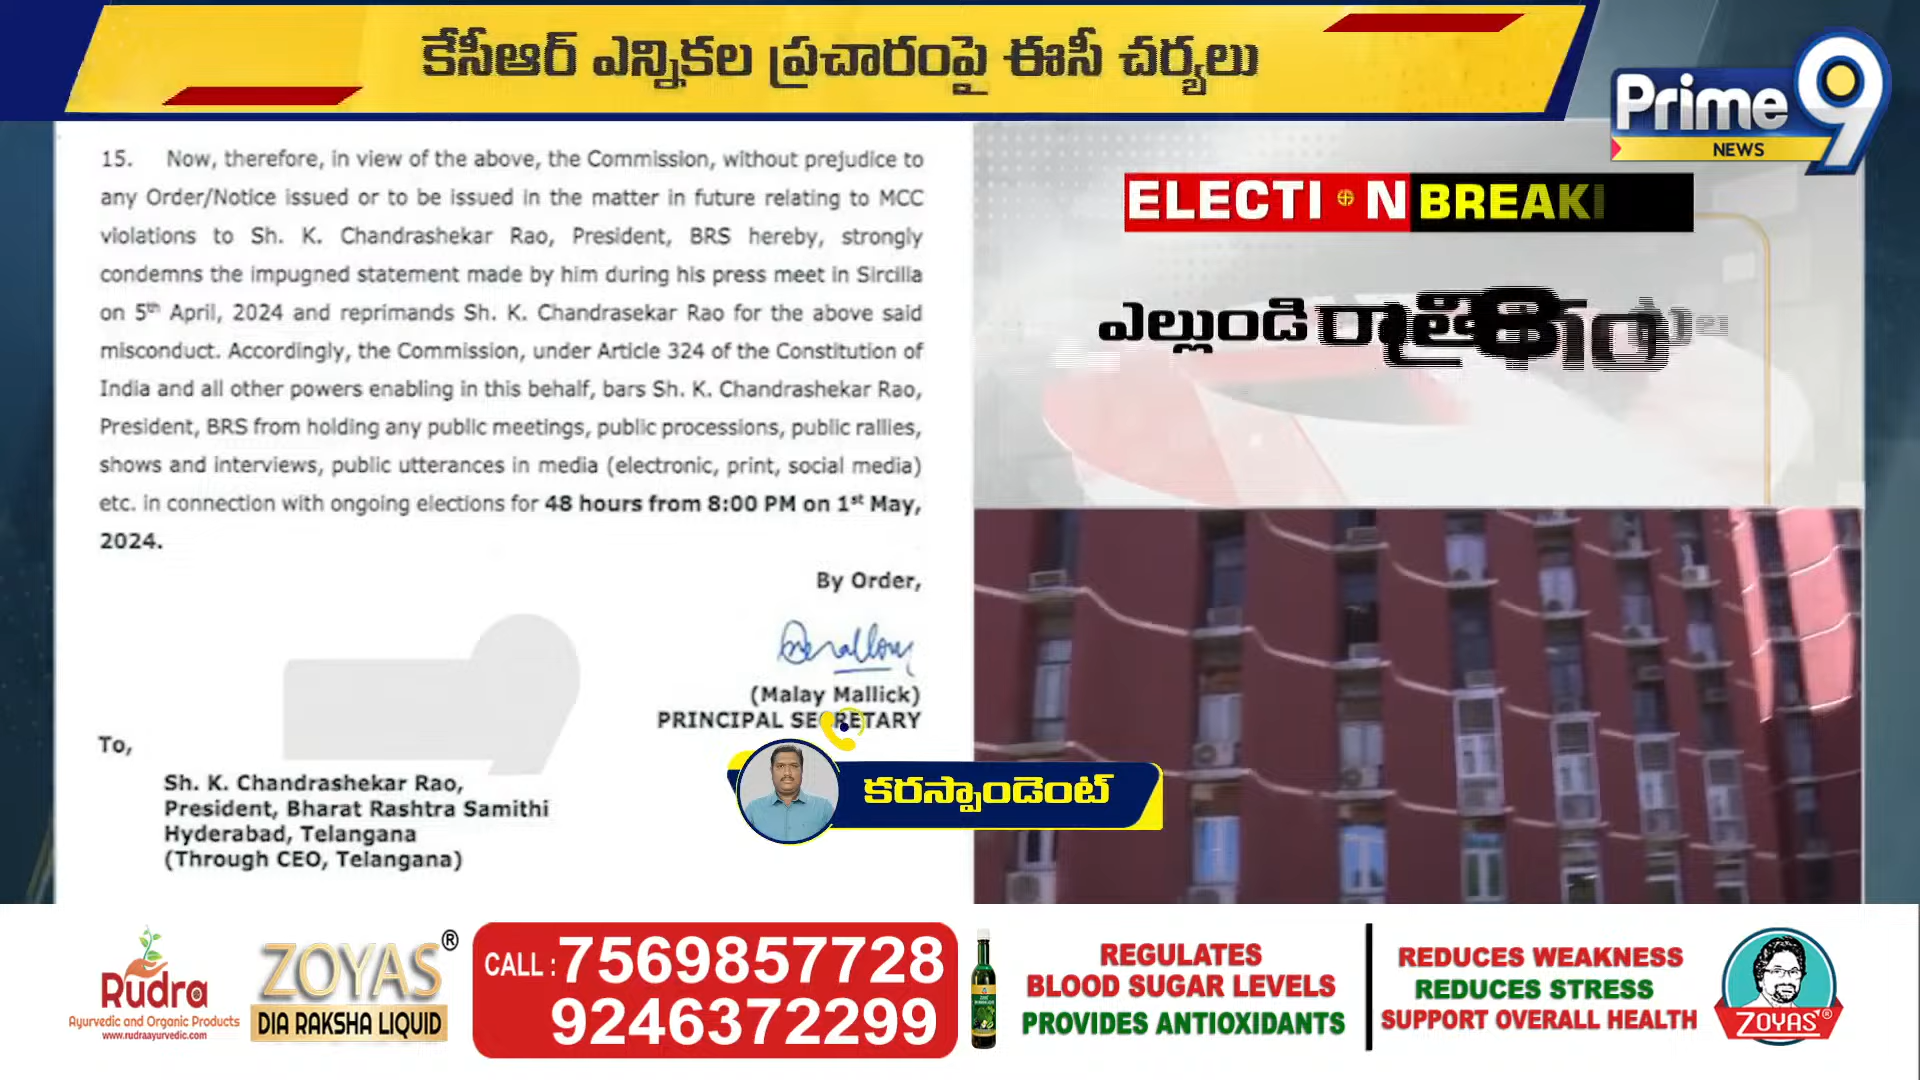 కేసీఆర్ ఎన్నికల ప్రచారంపై ఈసీ చర్యలు
Prime9
NEWS
15. Now, therefore, in view of the above, the Commission, without prejudice to
any Order/Notice issued or to be issued in the matter in future relating to MCC
violations to Sh. K. Chandrashekar Rao, President, BRS hereby, strongly
condemns the impugned statement made by him during his press meet in Sircilla
on 5th April, 2024 and reprimands Sh. K. Chandrasekar Rao for the above said
misconduct. Accordingly, the Commission, under Article 324 of the Constitution of
India and all other powers enabling in this behalf, bars Sh. K. Chandrashekar Rao,
President, BRS from holding any public meetings, public processions, public rallies,
shows and interviews, public utterances in media (electronic, print, social media)
etc. in connection with ongoing elections for 48 hours from 8:00 PM on 1st May,
2024.
By Order,
(Malay Mallick)
PRINCIPAL SECRETARY
To,
Sh. K. Chandrashekar Rao,
President, Bharat Rashtra Samithi
Hyderabad, Telangana
(Through CEO, Telangana)
ELECTI N BREAKI
ఎల్లుండి రాత్రి
కరస్పాండెంట్
Rudra
Ayurvedic and Organic Products
www.rudraayurvedic.com
ZOYAS®
DIA RAKSHA LIQUID
CALL : 7569857728
9246372299
REGULATES
BLOOD SUGAR LEVELS
PROVIDES ANTIOXIDANTS
REDUCES WEAKNESS
REDUCES STRESS
SUPPORT OVERALL HEALTH
ZOYAS®